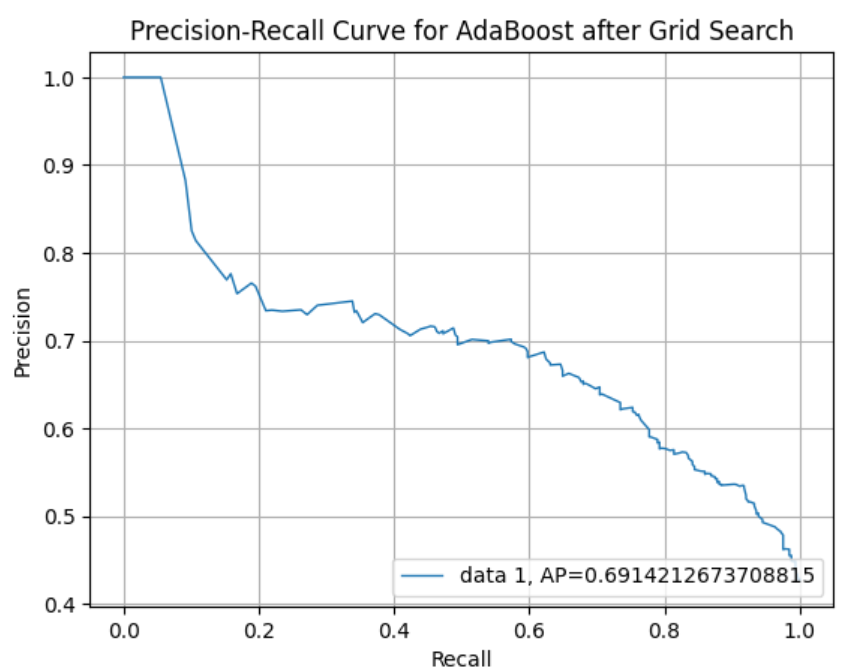 Precision-Recall Curve for AdaBoost after Grid Search
1.0
0.9
0.8
0.7
0.6
0.5
0.4
Precision
data 1, AP=0.6914212673708815
0.0 0.2 0.4 0.6 0.8 1.0
Recall